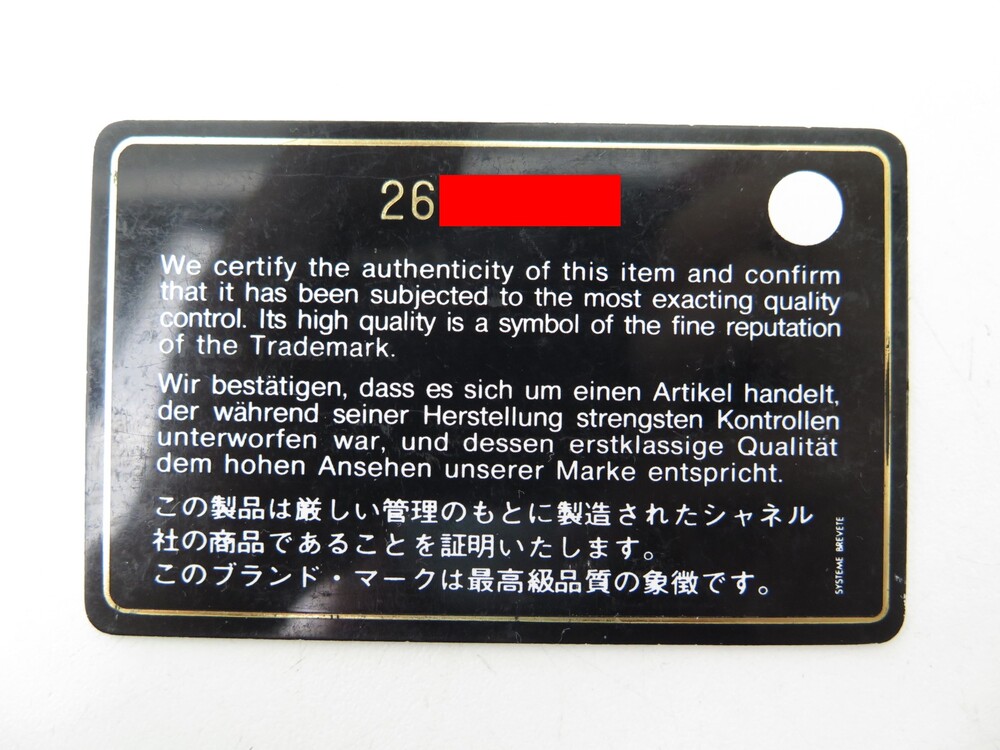 26
We certify the authenticity of this item and confirm
that it has been subjected to the most exacting quality
control. Its high quality is a symbol of the fine reputation
of the Trademark.
Wir bestätigen, dass es sich um einen Artikel handelt,
der während seiner Herstellung strengsten Kontrollen
unterworfen war, und dessen erstklassige Qualität
dem hohen Ansehen unserer Marke entspricht.
この製品は厳しい管理のもとに製造されたシャネル
社の商品であることを証明いたします。
このブランド・マークは最高級品質の象徴です。
SYSTEME BREVETE